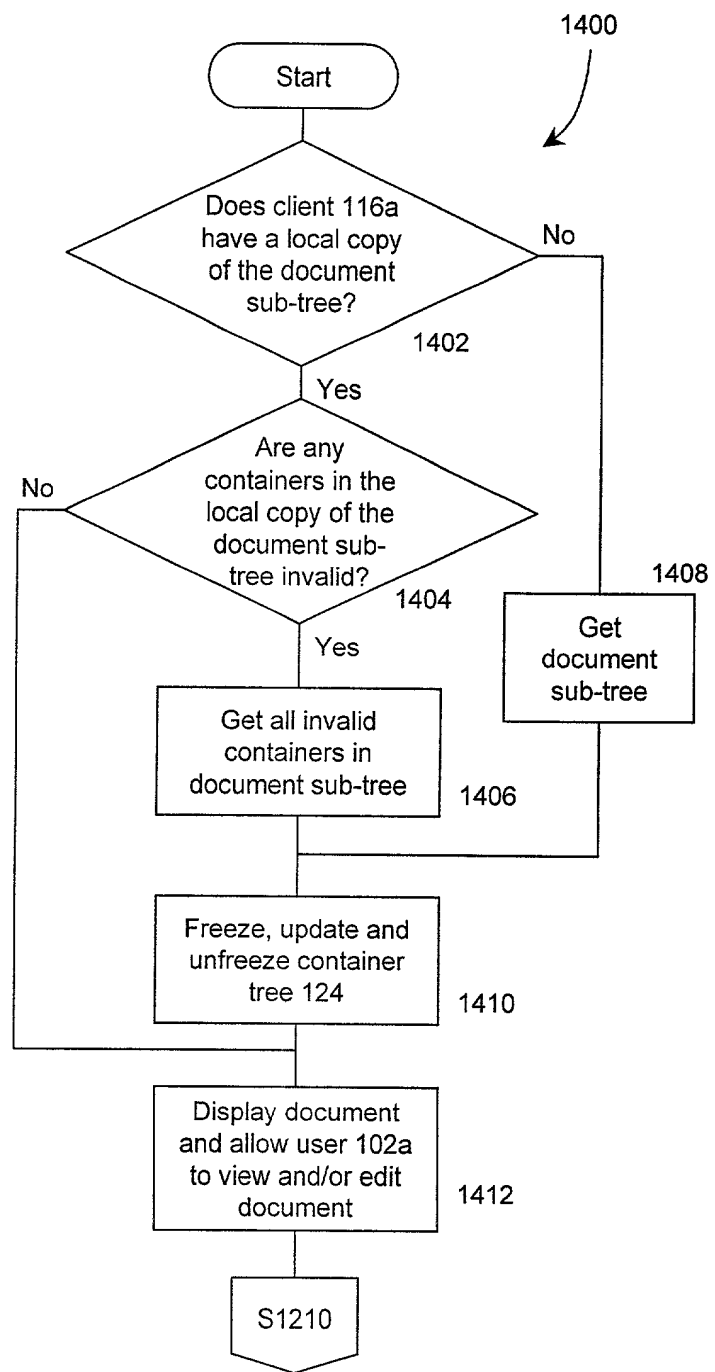 1400
Start
Does client 116a
have a local copy
of the document
sub-tree?
No
1402
Yes
Are any
containers in the
local copy of the
document sub-
tree invalid?
No
1404
1408
Yes
Get
document
sub-tree
Get all invalid
containers in
document sub-tree
1406
Freeze, update and
unfreeze container
tree 124
1410
Display document
and allow user 102a
to view and/or edit
document
1412
S1210